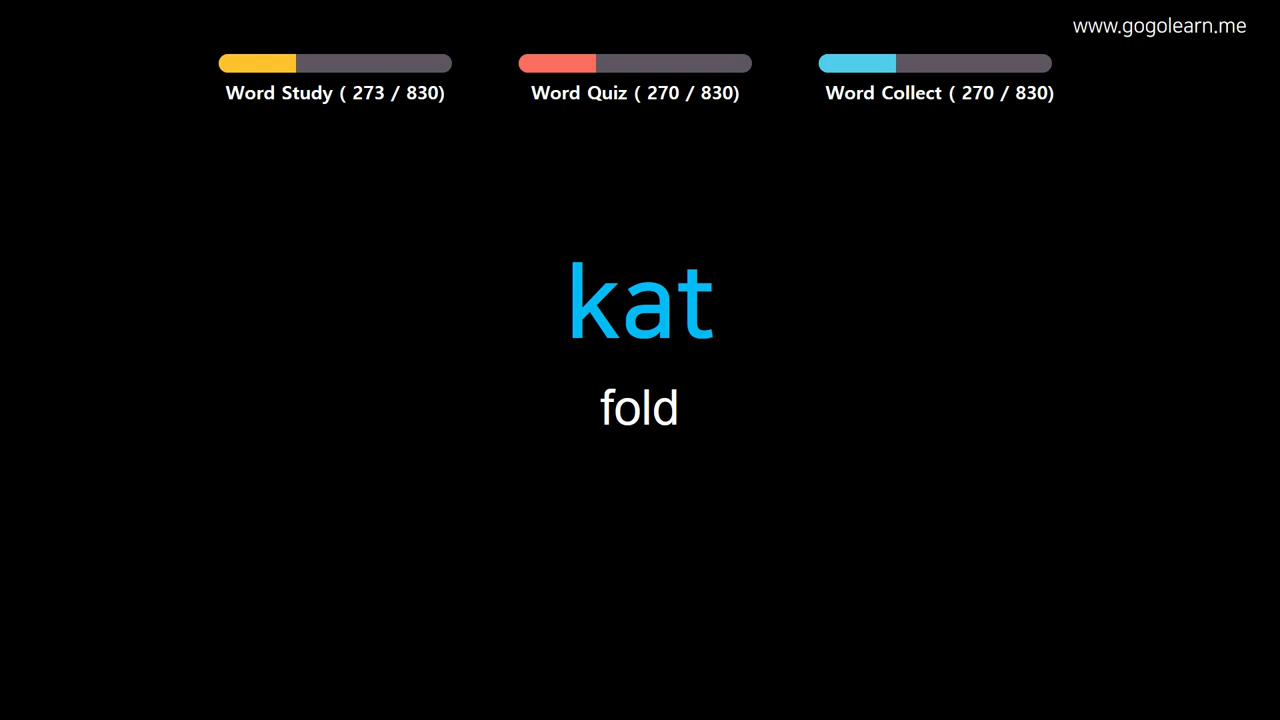 www.gogolearn.me
Word Study ( 273 / 830)
Word Quiz ( 270 / 830)
Word Collect ( 270 / 830)
kat
fold